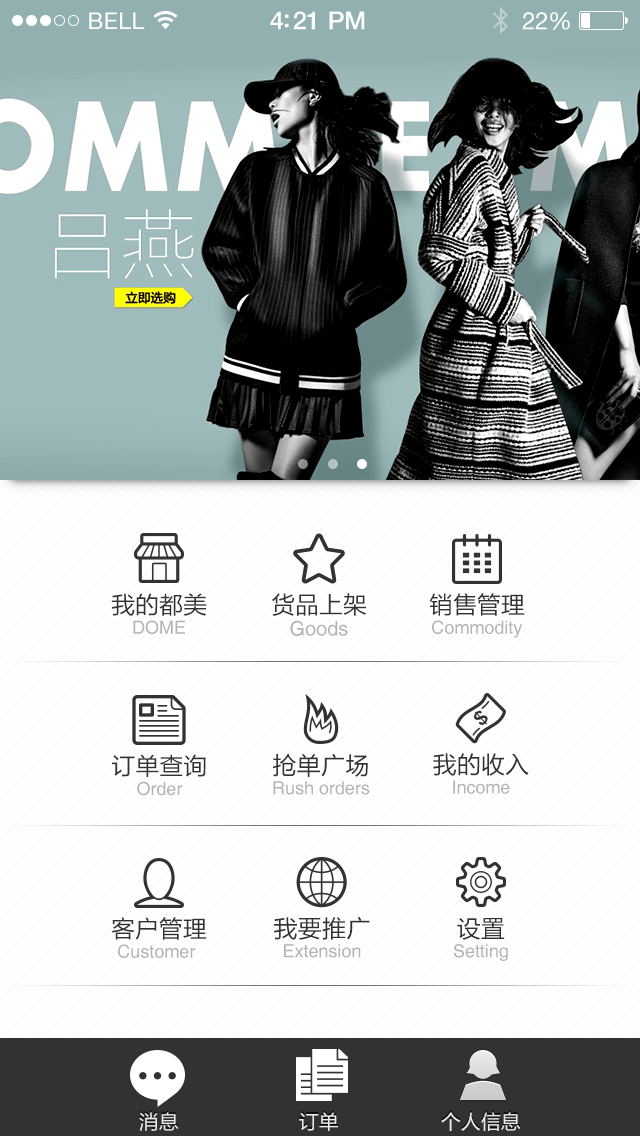 BELL 4:21 PM 22%
OMM E M
吕燕
立即选购
我的都美 货品上架 销售管理
DOME Goods Commodity
订单查询 抢单广场 我的收入
Order Rush orders Income
客户管理 我要推广 设置
Customer Extension Setting
消息 订单 个人信息